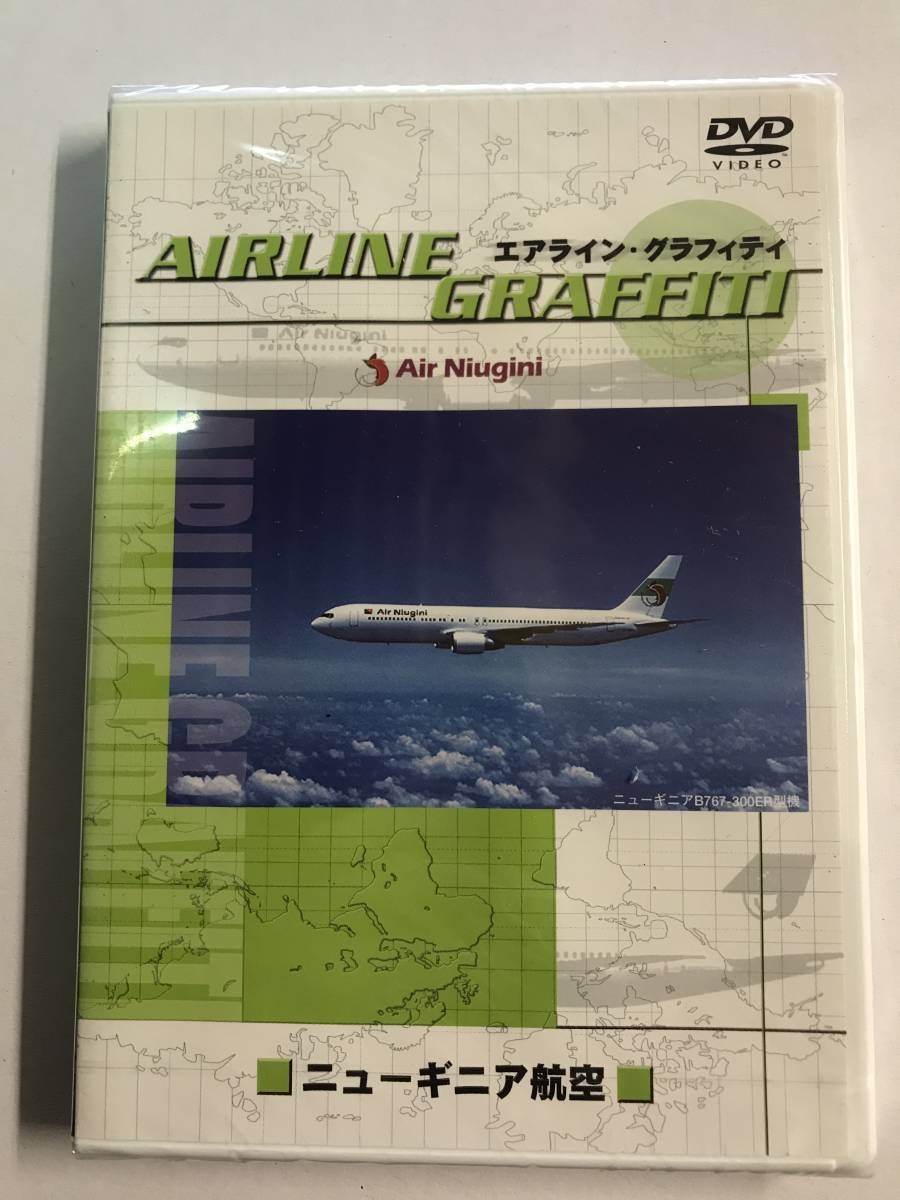 DVD
VIDEO
AIRLINE
エアライン・グラフィティ
GRAFFITI
Air Niugini
Air Niugini
AIRLINE GR
Air Niugini
ニューギニアB767-300ER型機
ニューギニア航空